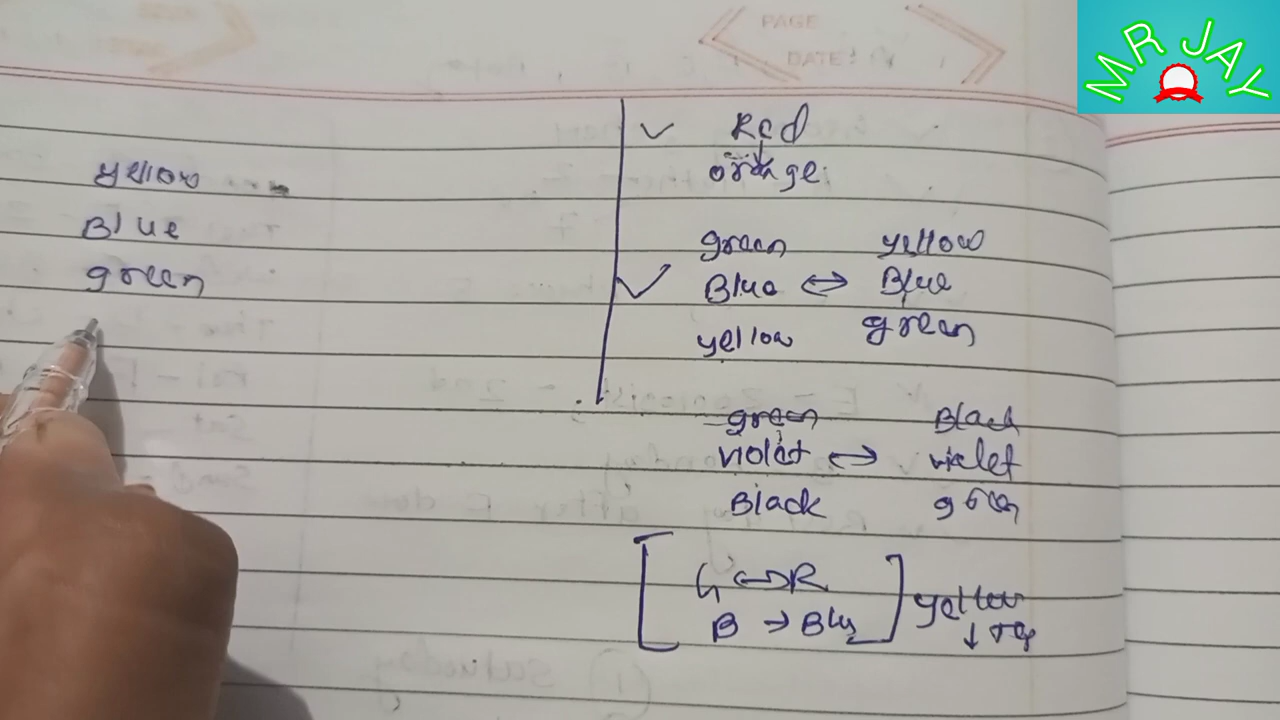 PAGE
DATE:
MR JAY
yellow
Blue
green
✓ Red
↓
orange
green yellow
✓ Blue ↔ Blue
yellow green
green Black
violet ↔ violet
Black green
[ G ↔ R
B → Blu ] yellow
↓